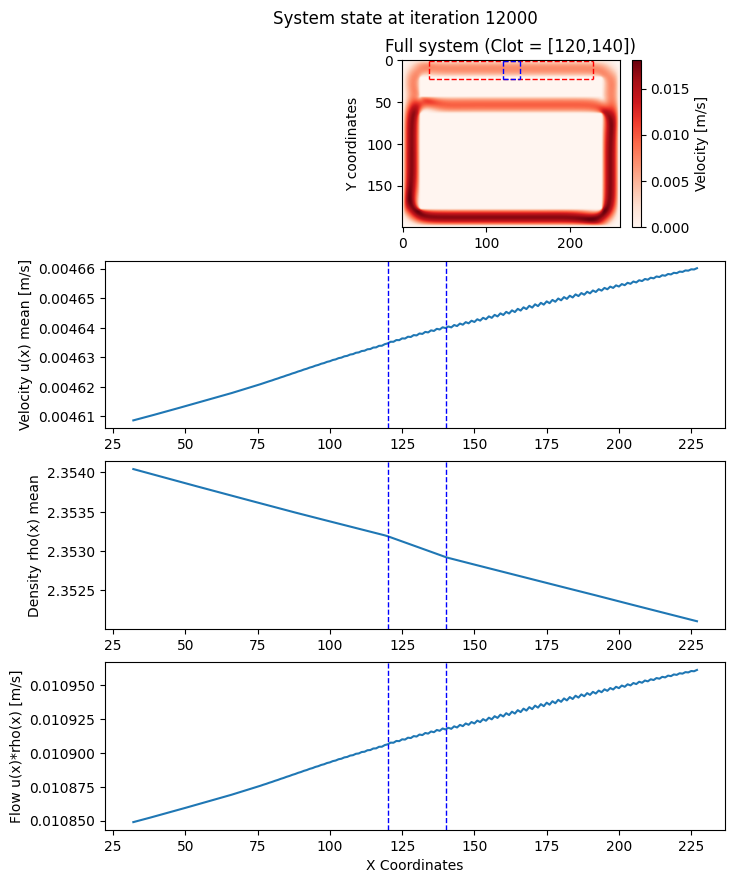 System state at iteration 12000
Full system (Clot = [120,140])
Y coordinates
0
50
100
150
0
100
200
0.015
0.010
0.005
0.000
Velocity [m/s]
Velocity u(x) mean [m/s]
0.00466
0.00465
0.00464
0.00463
0.00462
0.00461
25 50 75 100 125 150 175 200 225
Density rho(x) mean
2.3540
2.3535
2.3530
2.3525
25 50 75 100 125 150 175 200 225
Flow u(x)*rho(x) [m/s]
0.010950
0.010925
0.010900
0.010875
0.010850
25 50 75 100 125 150 175 200 225
X Coordinates